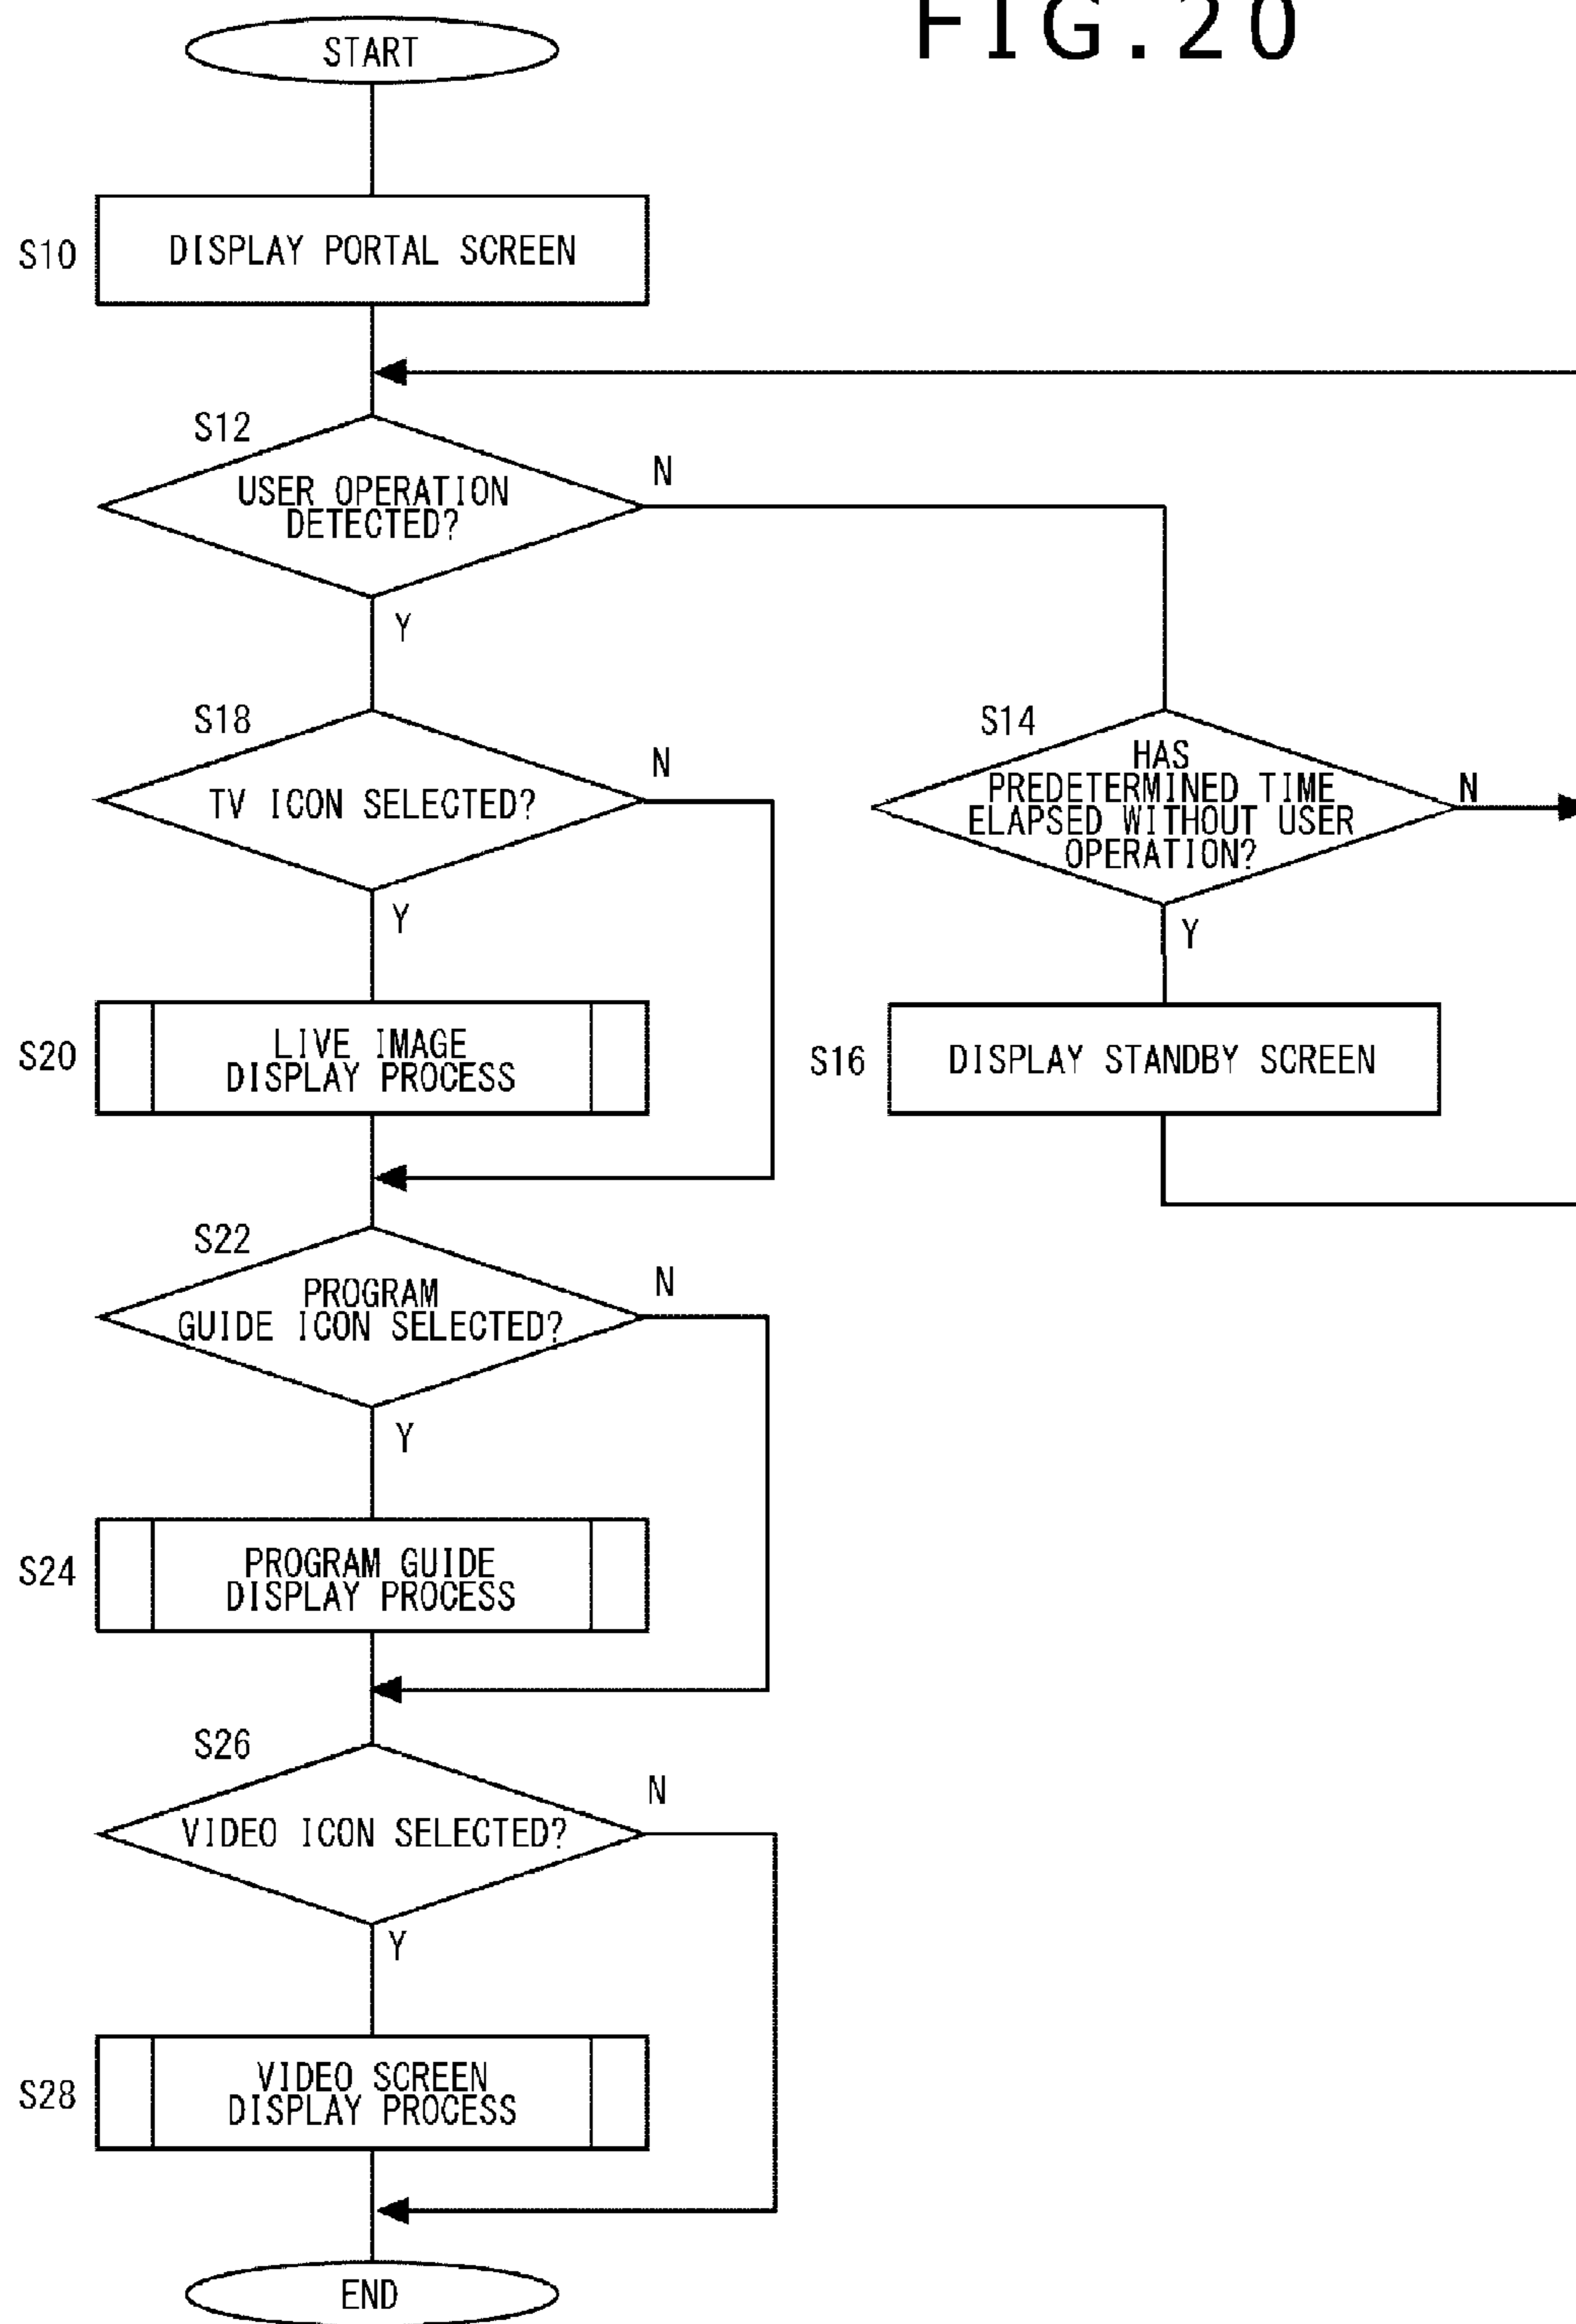 FIG.20
START
S10
DISPLAY PORTAL SCREEN
S12
USER OPERATION
DETECTED?
N
Y
S18
TV ICON SELECTED?
N
Y
S14
HAS
PREDETERMINED TIME
ELAPSED WITHOUT USER
OPERATION?
N
Y
S20
LIVE IMAGE
DISPLAY PROCESS
S16
DISPLAY STANDBY SCREEN
S22
PROGRAM
GUIDE ICON SELECTED?
N
Y
S24
PROGRAM GUIDE
DISPLAY PROCESS
S26
VIDEO ICON SELECTED?
N
Y
S28
VIDEO SCREEN
DISPLAY PROCESS
END